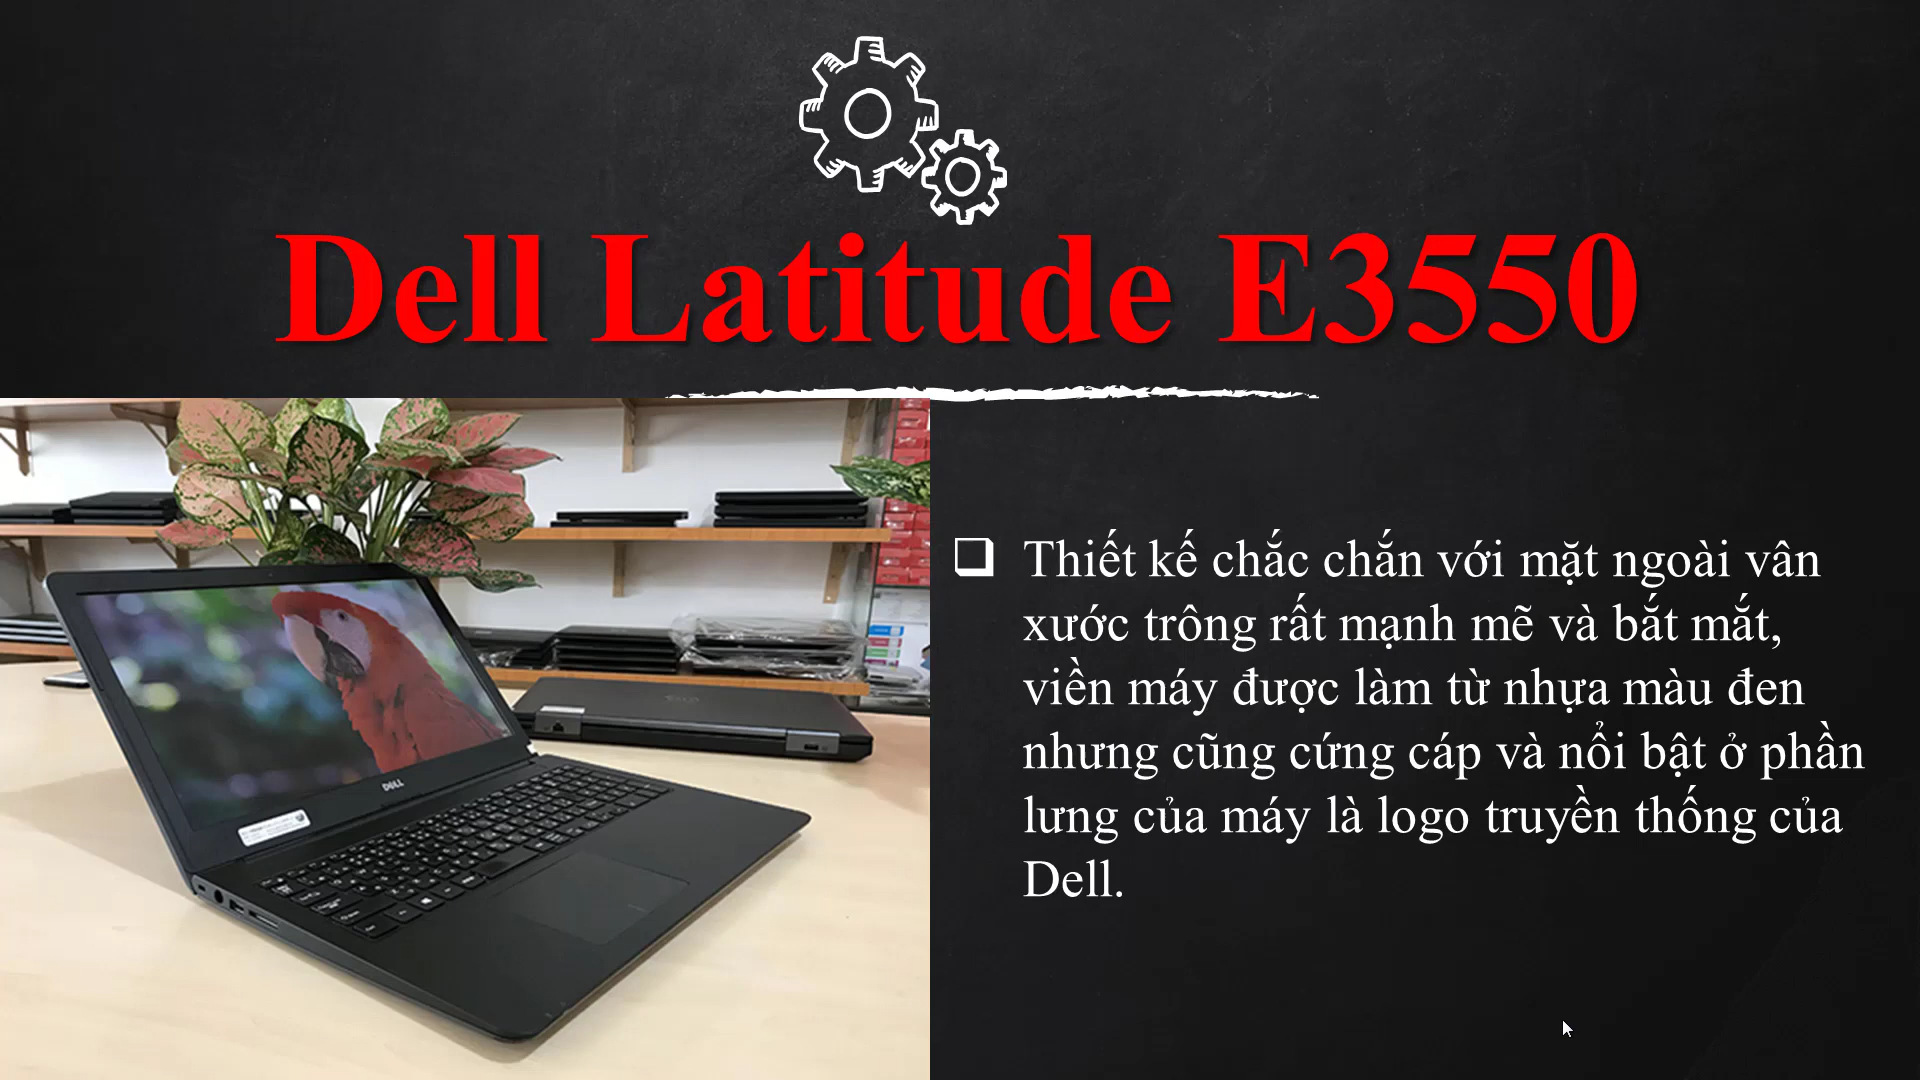 Dell Latitude E3550
Thiết kế chắc chắn với mặt ngoài vân
xước trông rất mạnh mẽ và bắt mắt,
viền máy được làm từ nhựa màu đen
nhưng cũng cứng cáp và nổi bật ở phần
lưng của máy là logo truyền thống của
Dell.
DELL